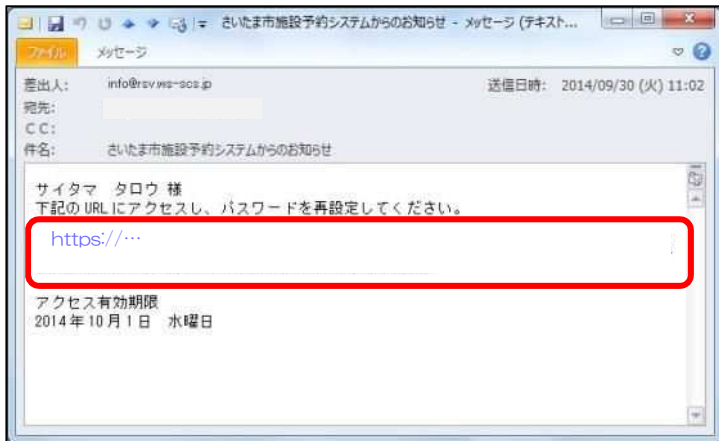 さいたま市施設予約システムからのお知らせ - メッセージ (テキスト...
ファイル メッセージ
差出人: info@rsv.ws-scs.jp 送信日時: 2014/09/30 (火) 11:02
宛先:
CC:
件名: さいたま市施設予約システムからのお知らせ
サイタマ タロウ 様
下記の URL にアクセスし、パスワードを再設定してください。
https://…
アクセス有効期限
2014年10月1日 水曜日